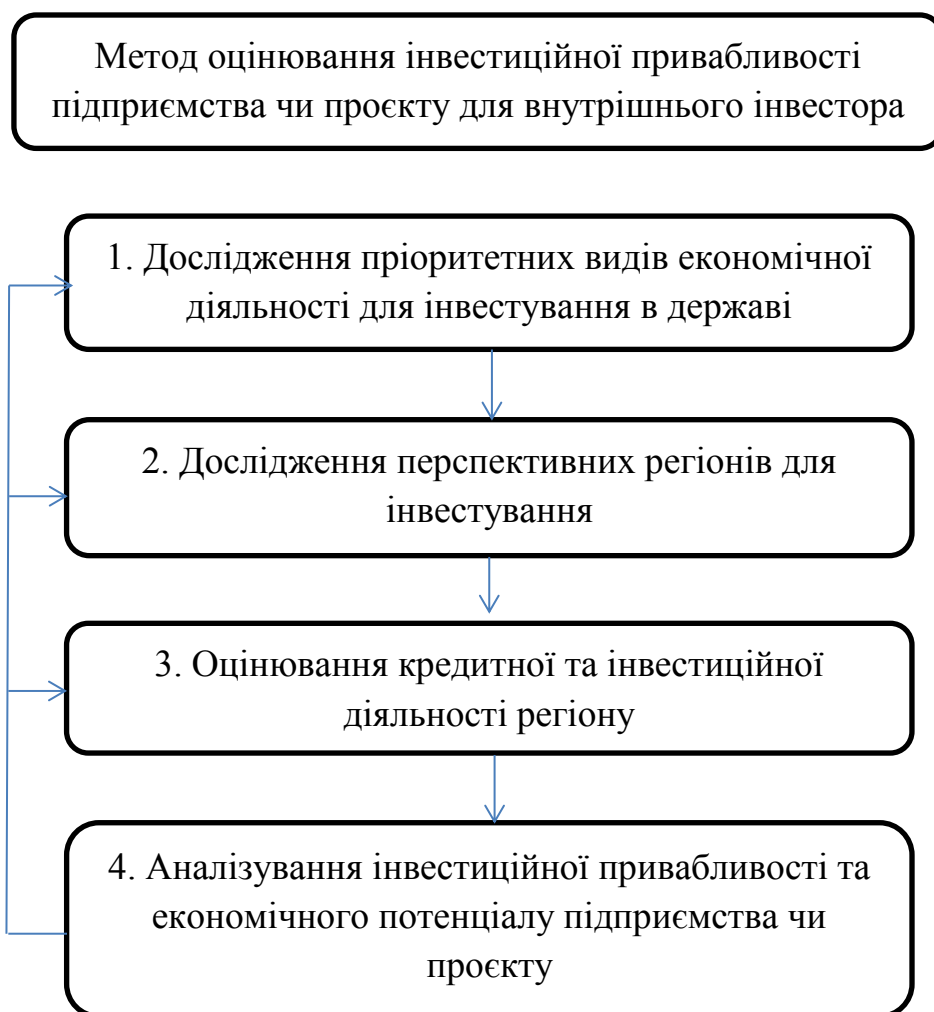 Метод оцінювання інвестиційної привабливості
підприємства чи проєкту для внутрішнього інвестора
1. Дослідження пріоритетних видів економічної
діяльності для інвестування в державі
2. Дослідження перспективних регіонів для
інвестування
3. Оцінювання кредитної та інвестиційної
діяльності регіону
4. Аналізування інвестиційної привабливості та
економічного потенціалу підприємства чи
проєкту